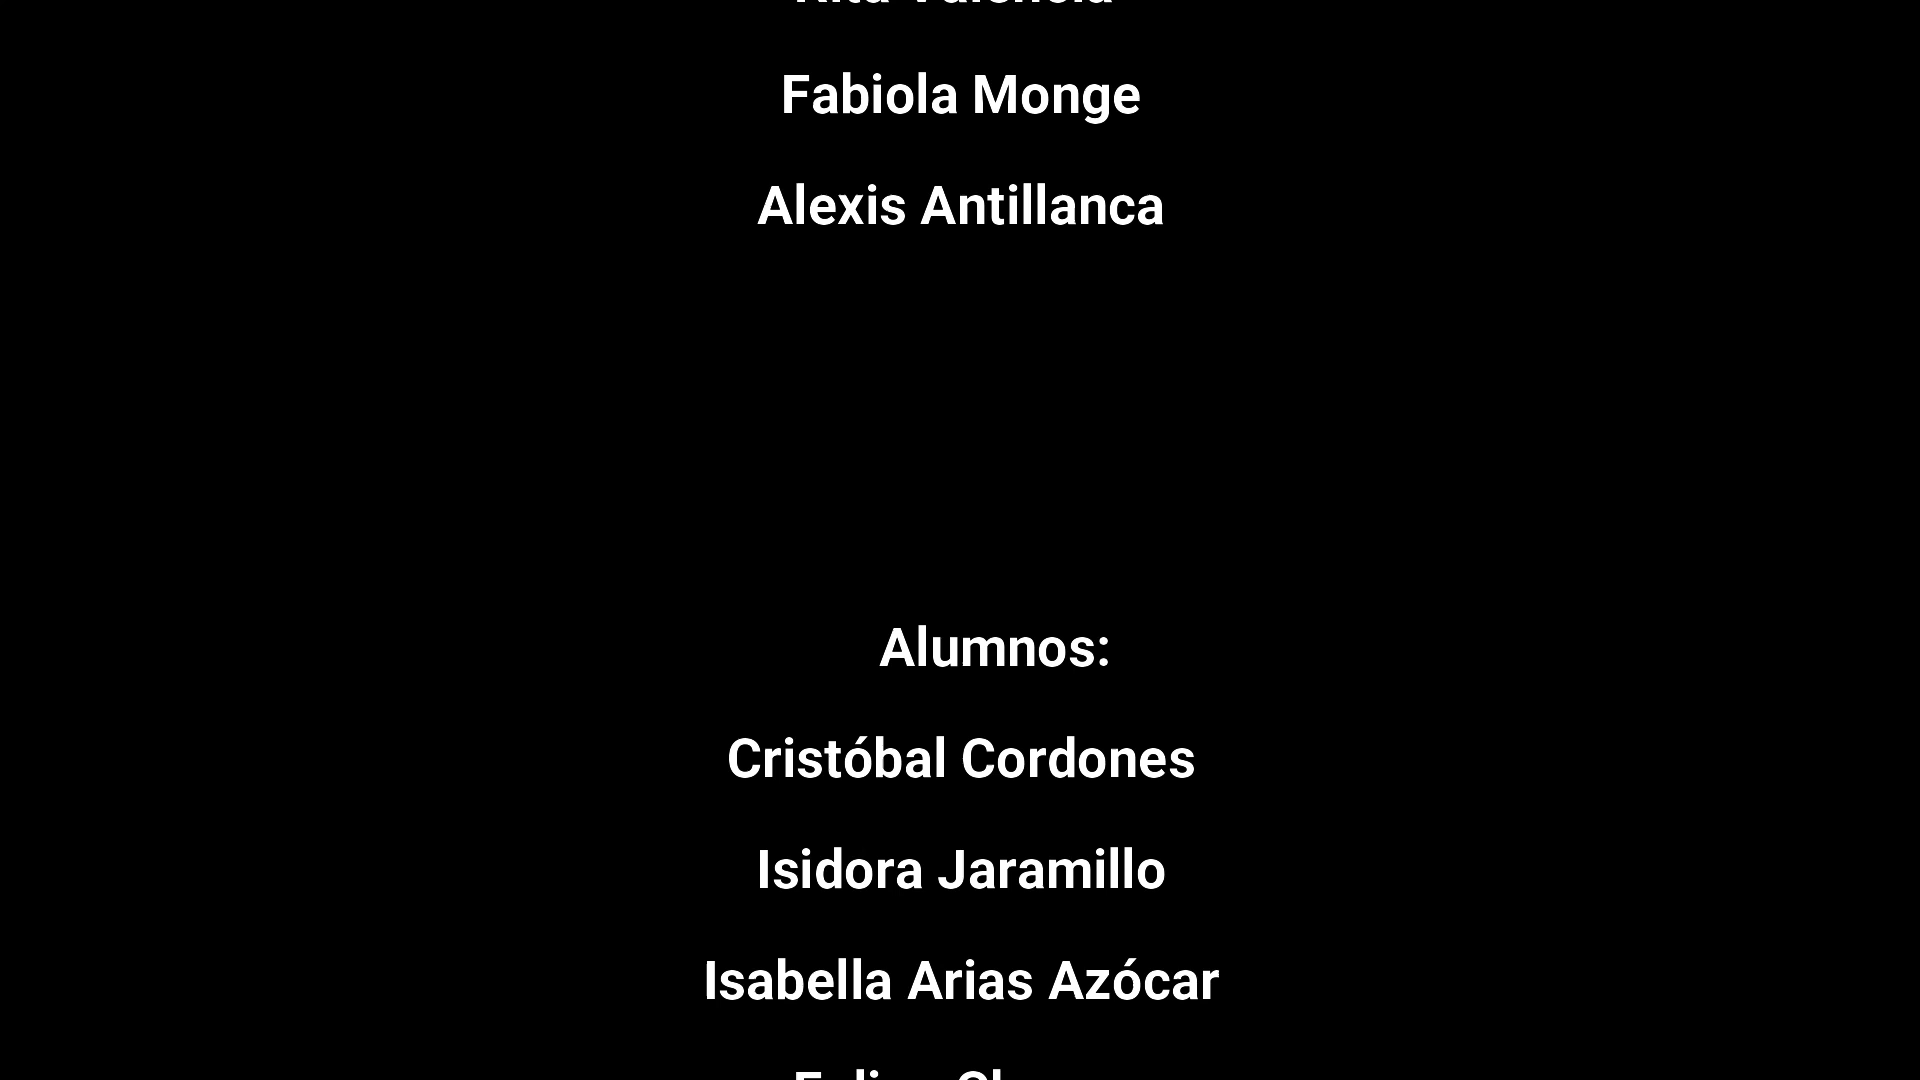 Fabiola Monge
Alexis Antillanca
Alumnos:
Cristóbal Cordones
Isidora Jaramillo
Isabella Arias Azócar